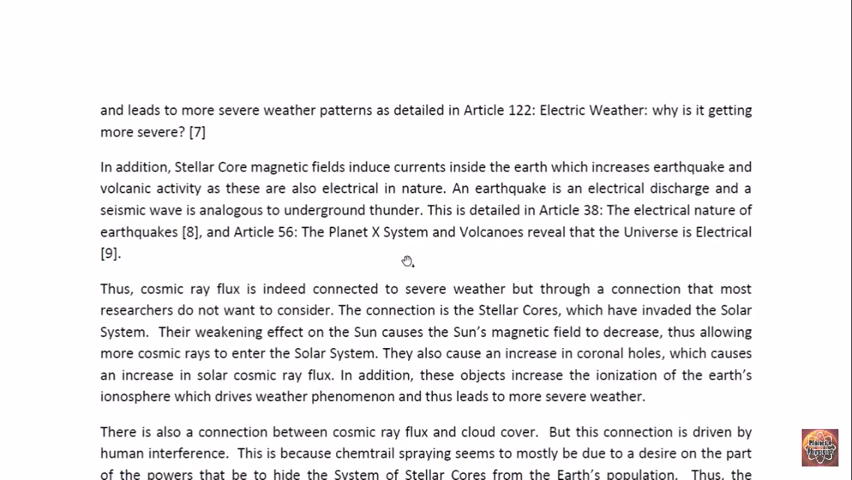 and leads to more severe weather patterns as detailed in Article 122: Electric Weather: why is it getting
more severe? [7]
In addition, Stellar Core magnetic fields induce currents inside the earth which increases earthquake and
volcanic activity as these are also electrical in nature. An earthquake is an electrical discharge and a
seismic wave is analogous to underground thunder. This is detailed in Article 38: The electrical nature of
earthquakes [8], and Article 56: The Planet X System and Volcanoes reveal that the Universe is Electrical
[9].
Thus, cosmic ray flux is indeed connected to severe weather but through a connection that most
researchers do not want to consider. The connection is the Stellar Cores, which have invaded the Solar
System. Their weakening effect on the Sun causes the Sun's magnetic field to decrease, thus allowing
more cosmic rays to enter the Solar System. They also cause an increase in coronal holes, which causes
an increase in solar cosmic ray flux. In addition, these objects increase the ionization of the earth's
ionosphere which drives weather phenomenon and thus leads to more severe weather.
There is also a connection between cosmic ray flux and cloud cover. But this connection is driven by
human interference. This is because chemtrail spraying seems to mostly be due to a desire on the part
of the powers that be to hide the System of Stellar Cores from the Earth's population. Thus, the